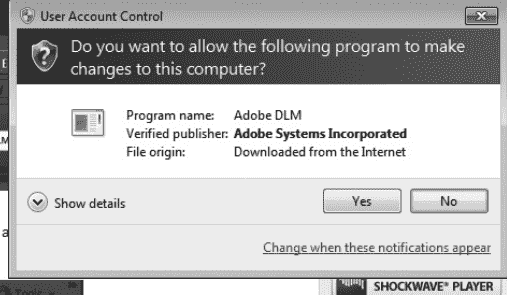 User Account Control
Do you want to allow the following program to make
changes to this computer?
Program name: Adobe DLM
Verified publisher: Adobe Systems Incorporated
File origin: Downloaded from the Internet
Show details
Yes
No
Change when these notifications appear
Tools
SHOCKWAVE® PLAYER